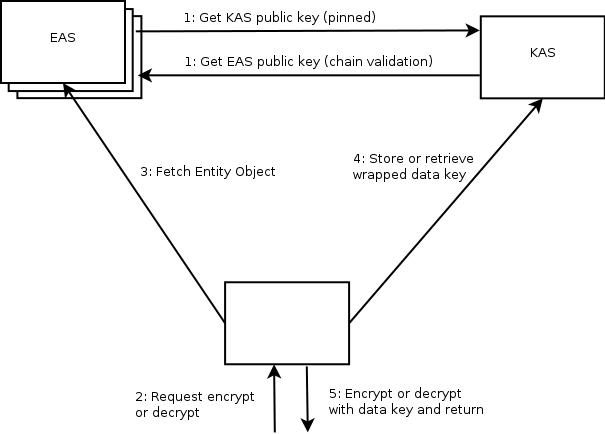 1: Get KAS public key (pinned)
EAS
KAS
1: Get EAS public key (chain validation)
3: Fetch Entity Object
4: Store or retrieve
wrapped data key
2: Request encrypt
or decrypt
5: Encrypt or decrypt
with data key and return